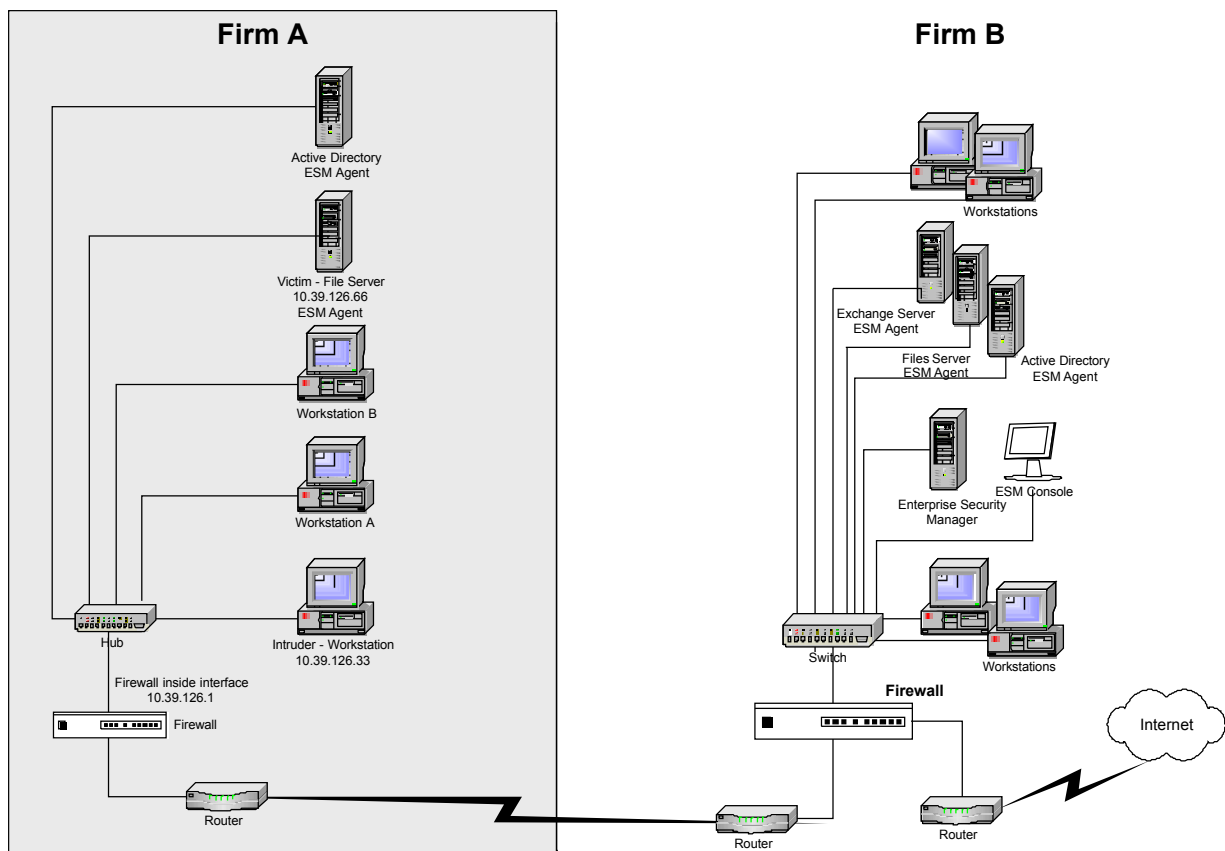 Firm A
Firm B
Active Directory
ESM Agent
Victim - File Server
10.39.126.66
ESM Agent
Workstation B
Workstation A
Intruder - Workstation
10.39.126.33
Hub
Firewall inside interface
10.39.126.1
Firewall
Router
Workstations
Exchange Server
ESM Agent
Files Server
ESM Agent
Active Directory
ESM Agent
Enterprise Security
Manager
ESM Console
Switch
Workstations
Firewall
Internet
Router
Router